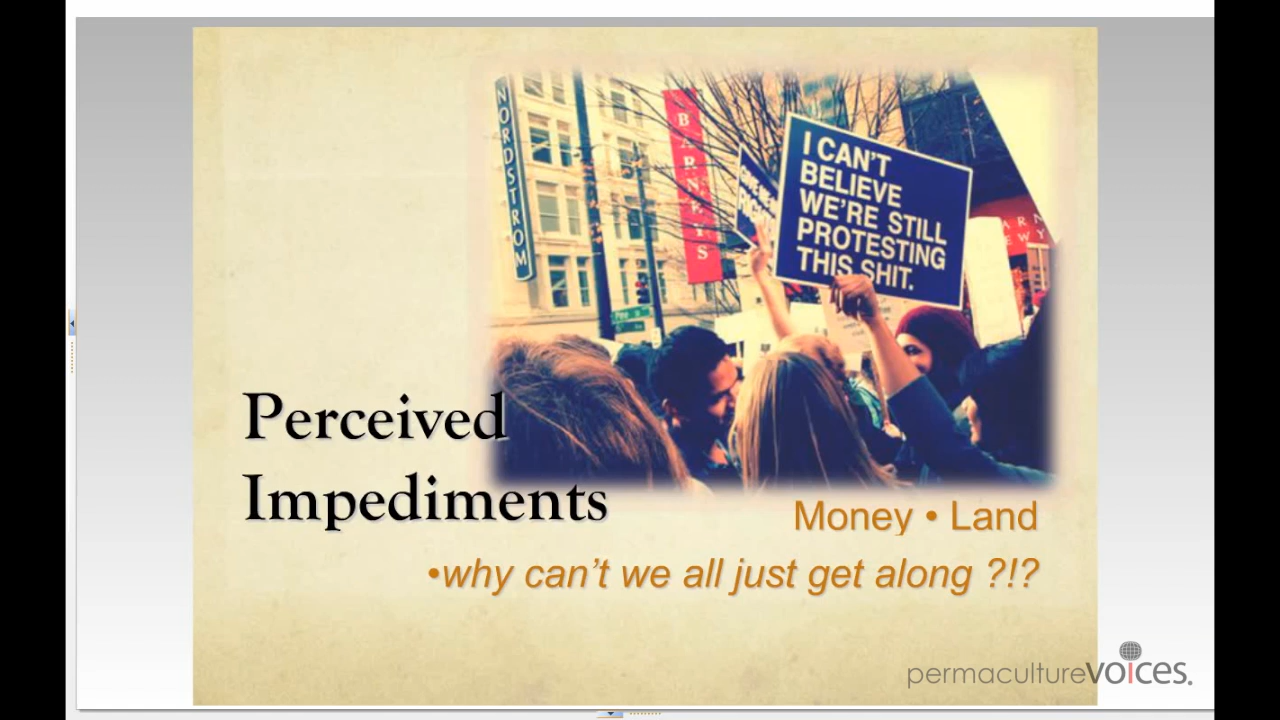 NORDSTROM
BARNEYS
I CAN'T
BELIEVE
WE'RE STILL
PROTESTING
THIS SHIT.
Perceived
Impediments
Money • Land
•why can't we all just get along ?!?
permacultureVOiCES.